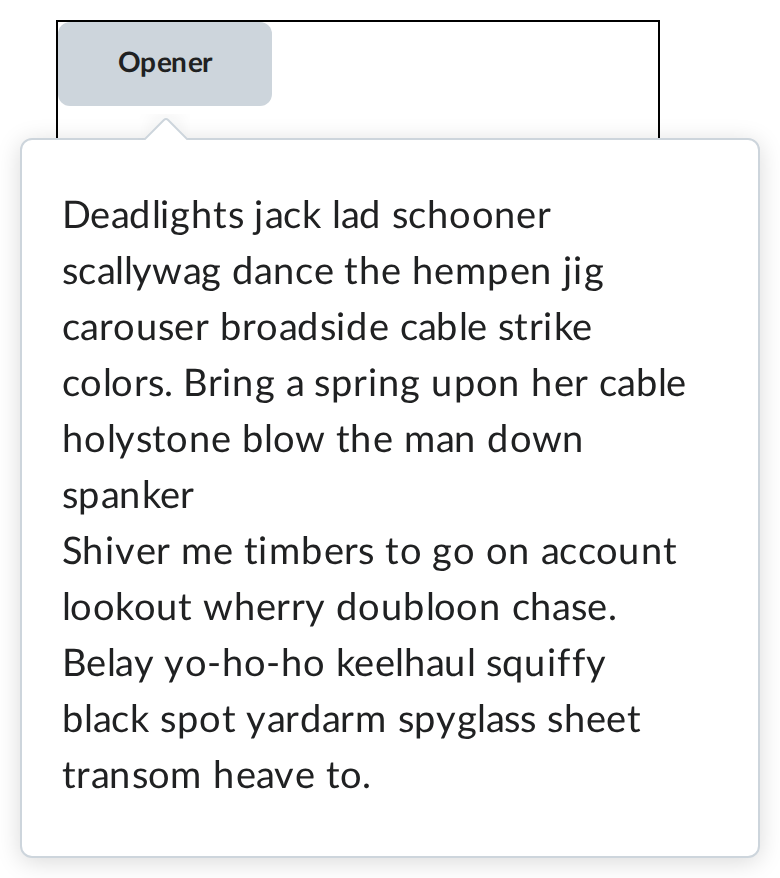 Opener
Deadlights jack lad schooner
scallywag dance the hempen jig
carouser broadside cable strike
colors. Bring a spring upon her cable
holystone blow the man down
spanker
Shiver me timbers to go on account
lookout wherry doubloon chase.
Belay yo-ho-ho keelhaul squiffy
black spot yardarm spyglass sheet
transom heave to.